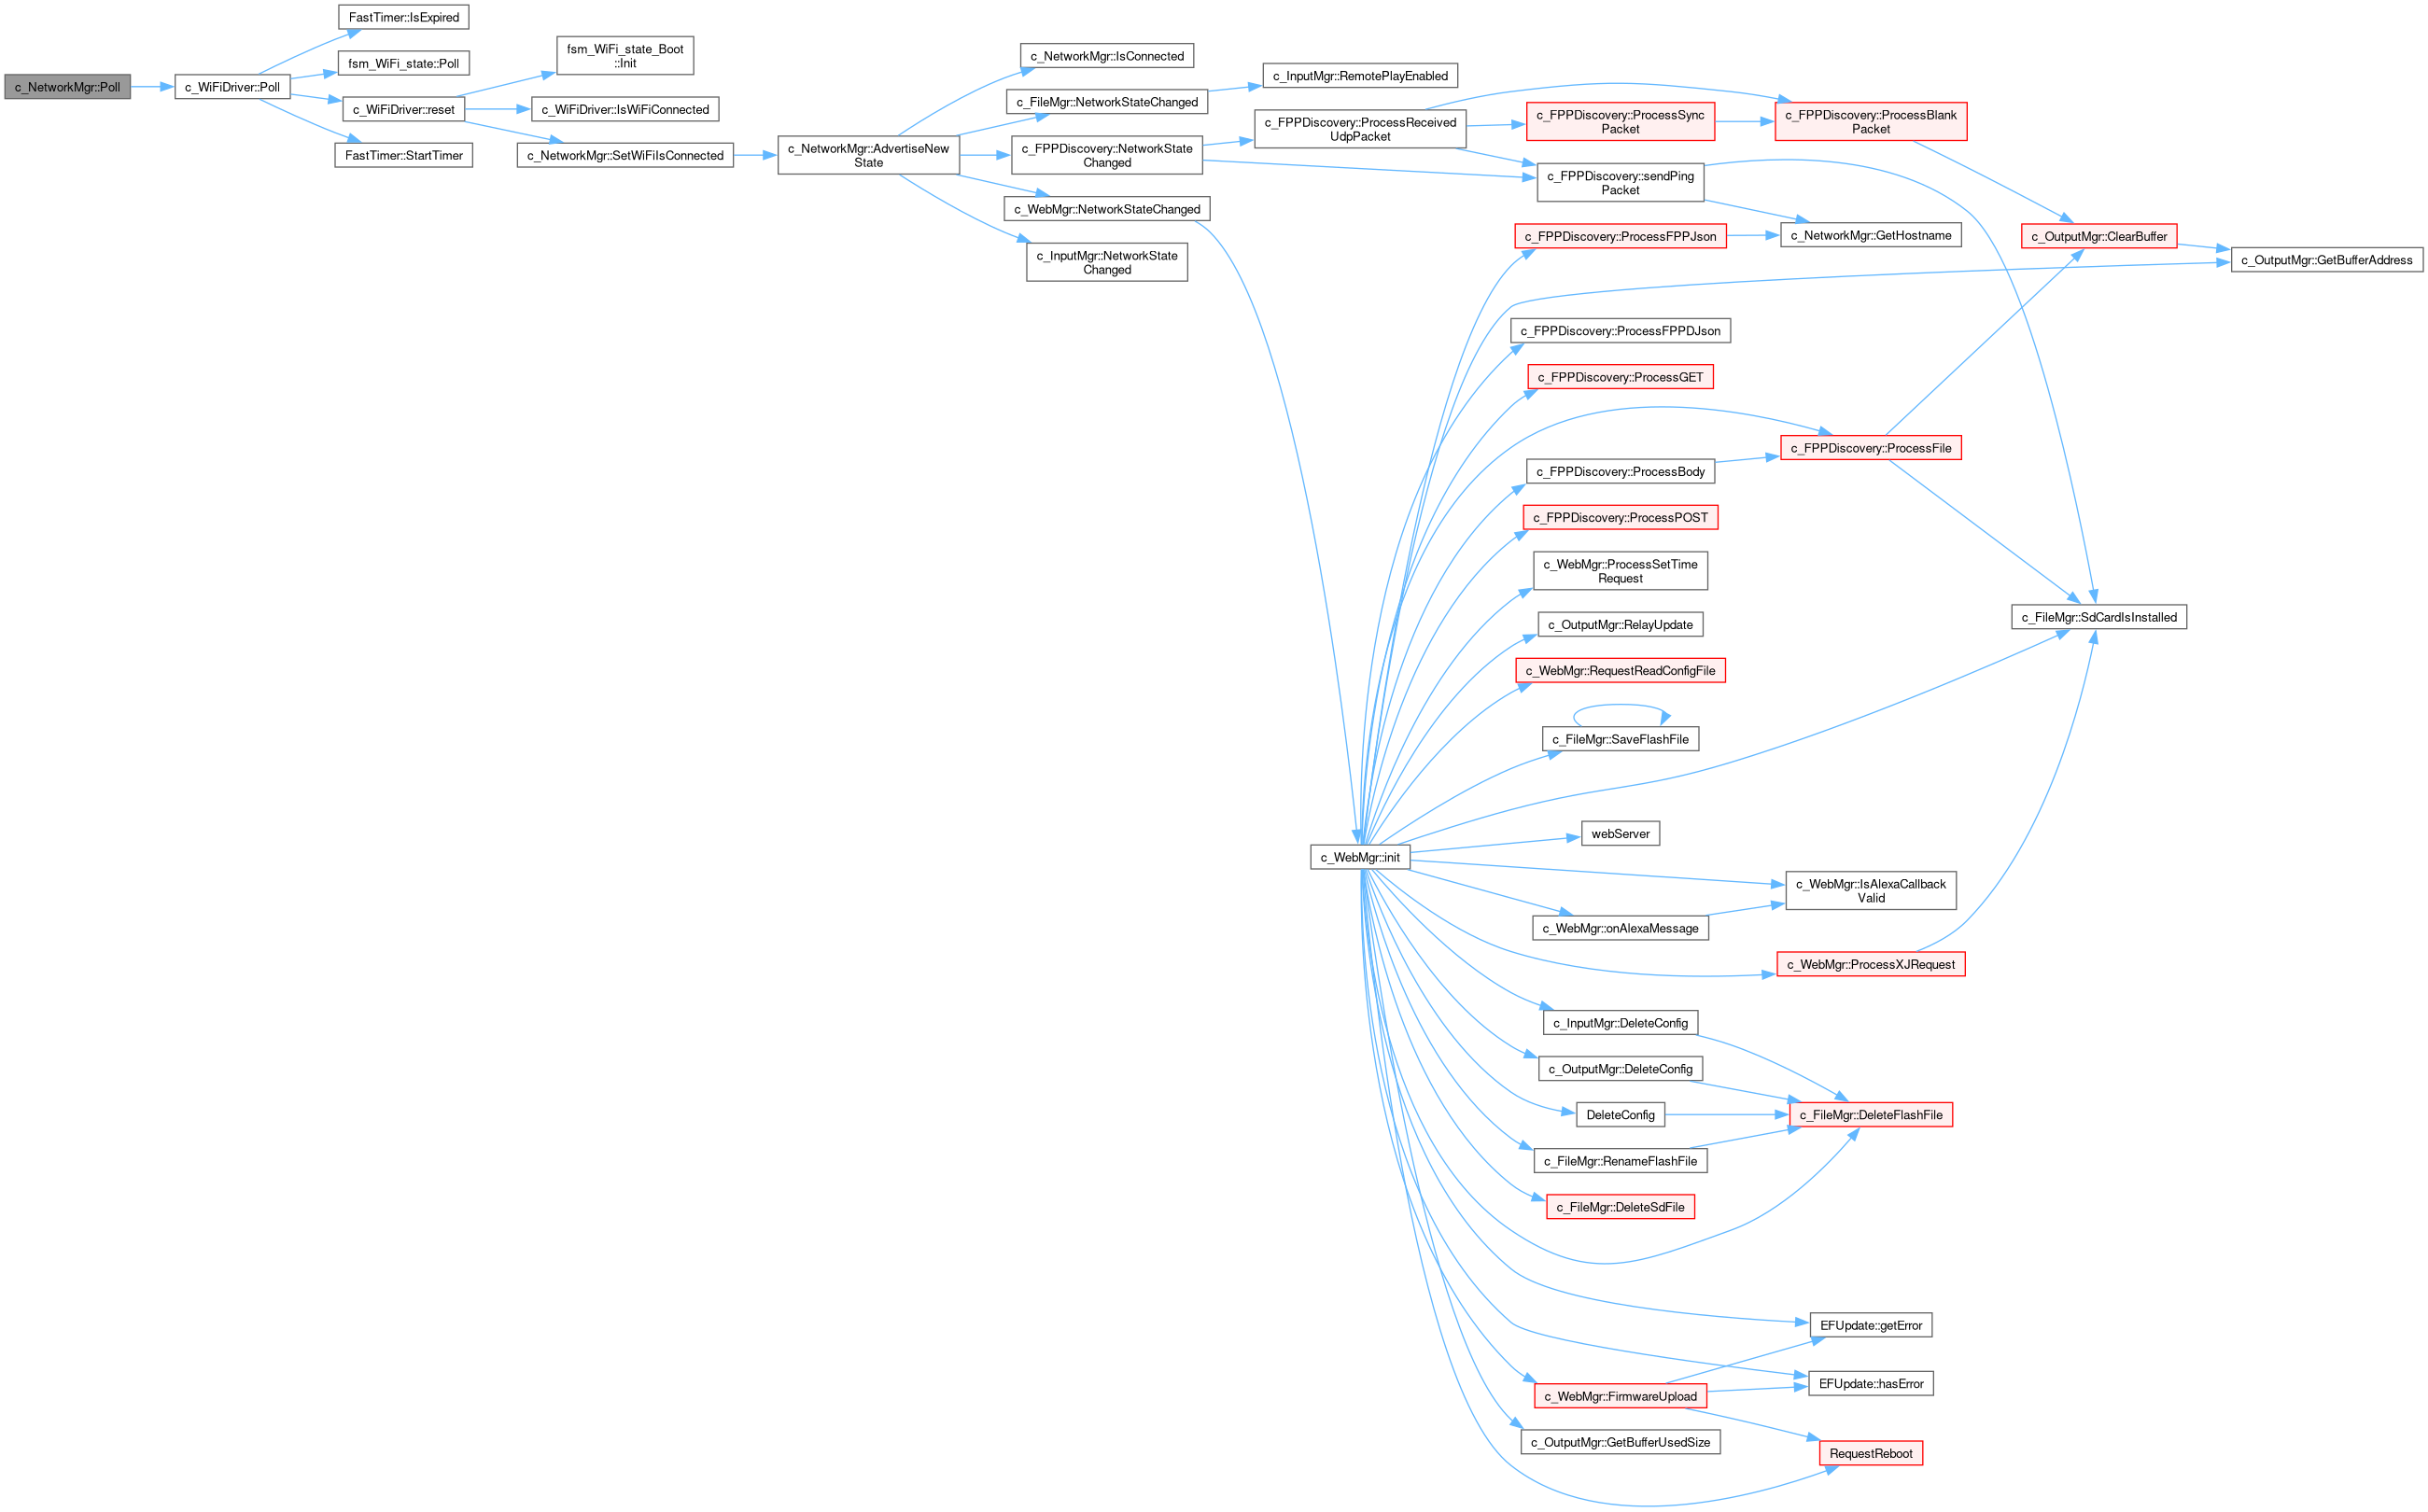 c_NetworkMgr::Poll
c_WiFiDriver::Poll
FastTimer::IsExpired
fsm_WiFi_state::Poll
c_WiFiDriver::reset
FastTimer::StartTimer
fsm_WiFi_state_Boot
::Init
c_WiFiDriver::IsWiFiConnected
c_NetworkMgr::SetWiFiIsConnected
c_NetworkMgr::AdvertiseNew
State
c_NetworkMgr::IsConnected
c_FileMgr::NetworkStateChanged
c_FPPDiscovery::NetworkState
Changed
c_WebMgr::NetworkStateChanged
c_InputMgr::NetworkState
Changed
c_InputMgr::RemotePlayEnabled
c_FPPDiscovery::ProcessReceived
UdpPacket
c_FPPDiscovery::ProcessSync
Packet
c_FPPDiscovery::ProcessBlank
Packet
c_FPPDiscovery::sendPing
Packet
c_FPPDiscovery::ProcessFPPJson
c_NetworkMgr::GetHostname
c_OutputMgr::ClearBuffer
c_OutputMgr::GetBufferAddress
c_FPPDiscovery::ProcessFPPDJson
c_FPPDiscovery::ProcessGET
c_FPPDiscovery::ProcessFile
c_FPPDiscovery::ProcessBody
c_FPPDiscovery::ProcessPOST
c_WebMgr::ProcessSetTime
Request
c_OutputMgr::RelayUpdate
c_FileMgr::SdCardIsInstalled
c_WebMgr::RequestReadConfigFile
c_FileMgr::SaveFlashFile
webServer
c_WebMgr::init
c_WebMgr::IsAlexaCallback
Valid
c_WebMgr::onAlexaMessage
c_WebMgr::ProcessXJRequest
c_InputMgr::DeleteConfig
c_OutputMgr::DeleteConfig
DeleteConfig
c_FileMgr::DeleteFlashFile
c_FileMgr::RenameFlashFile
c_FileMgr::DeleteSdFile
EFUpdate::getError
EFUpdate::hasError
c_WebMgr::FirmwareUpload
c_OutputMgr::GetBufferUsedSize
RequestReboot